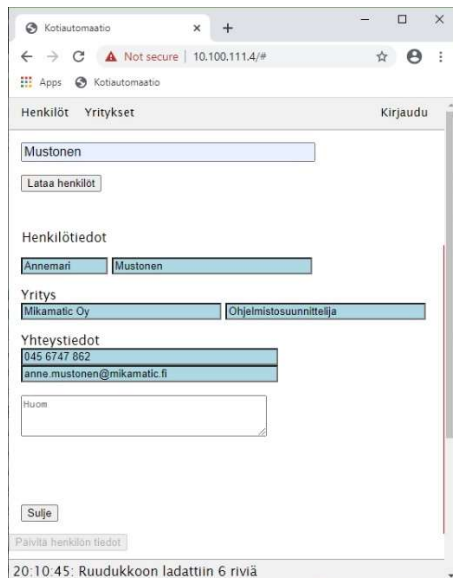 Kotiautomaatio
Not secure 10.100.111.4/#
Apps Kotiautomaatio
Henkilöt Yritykset Kirjaudu
Mustonen
Lataa henkilöt
Henkilötiedot
Annemari Mustonen
Yritys
Mikamatic Oy Ohjelmistosuunnittelija
Yhteystiedot
045 6747 862
anne.mustonen@mikamatic.fi
Huom
Sulje
Päivitä henkilön tiedot
20:10:45: Ruudukkoon ladattiin 6 riviä